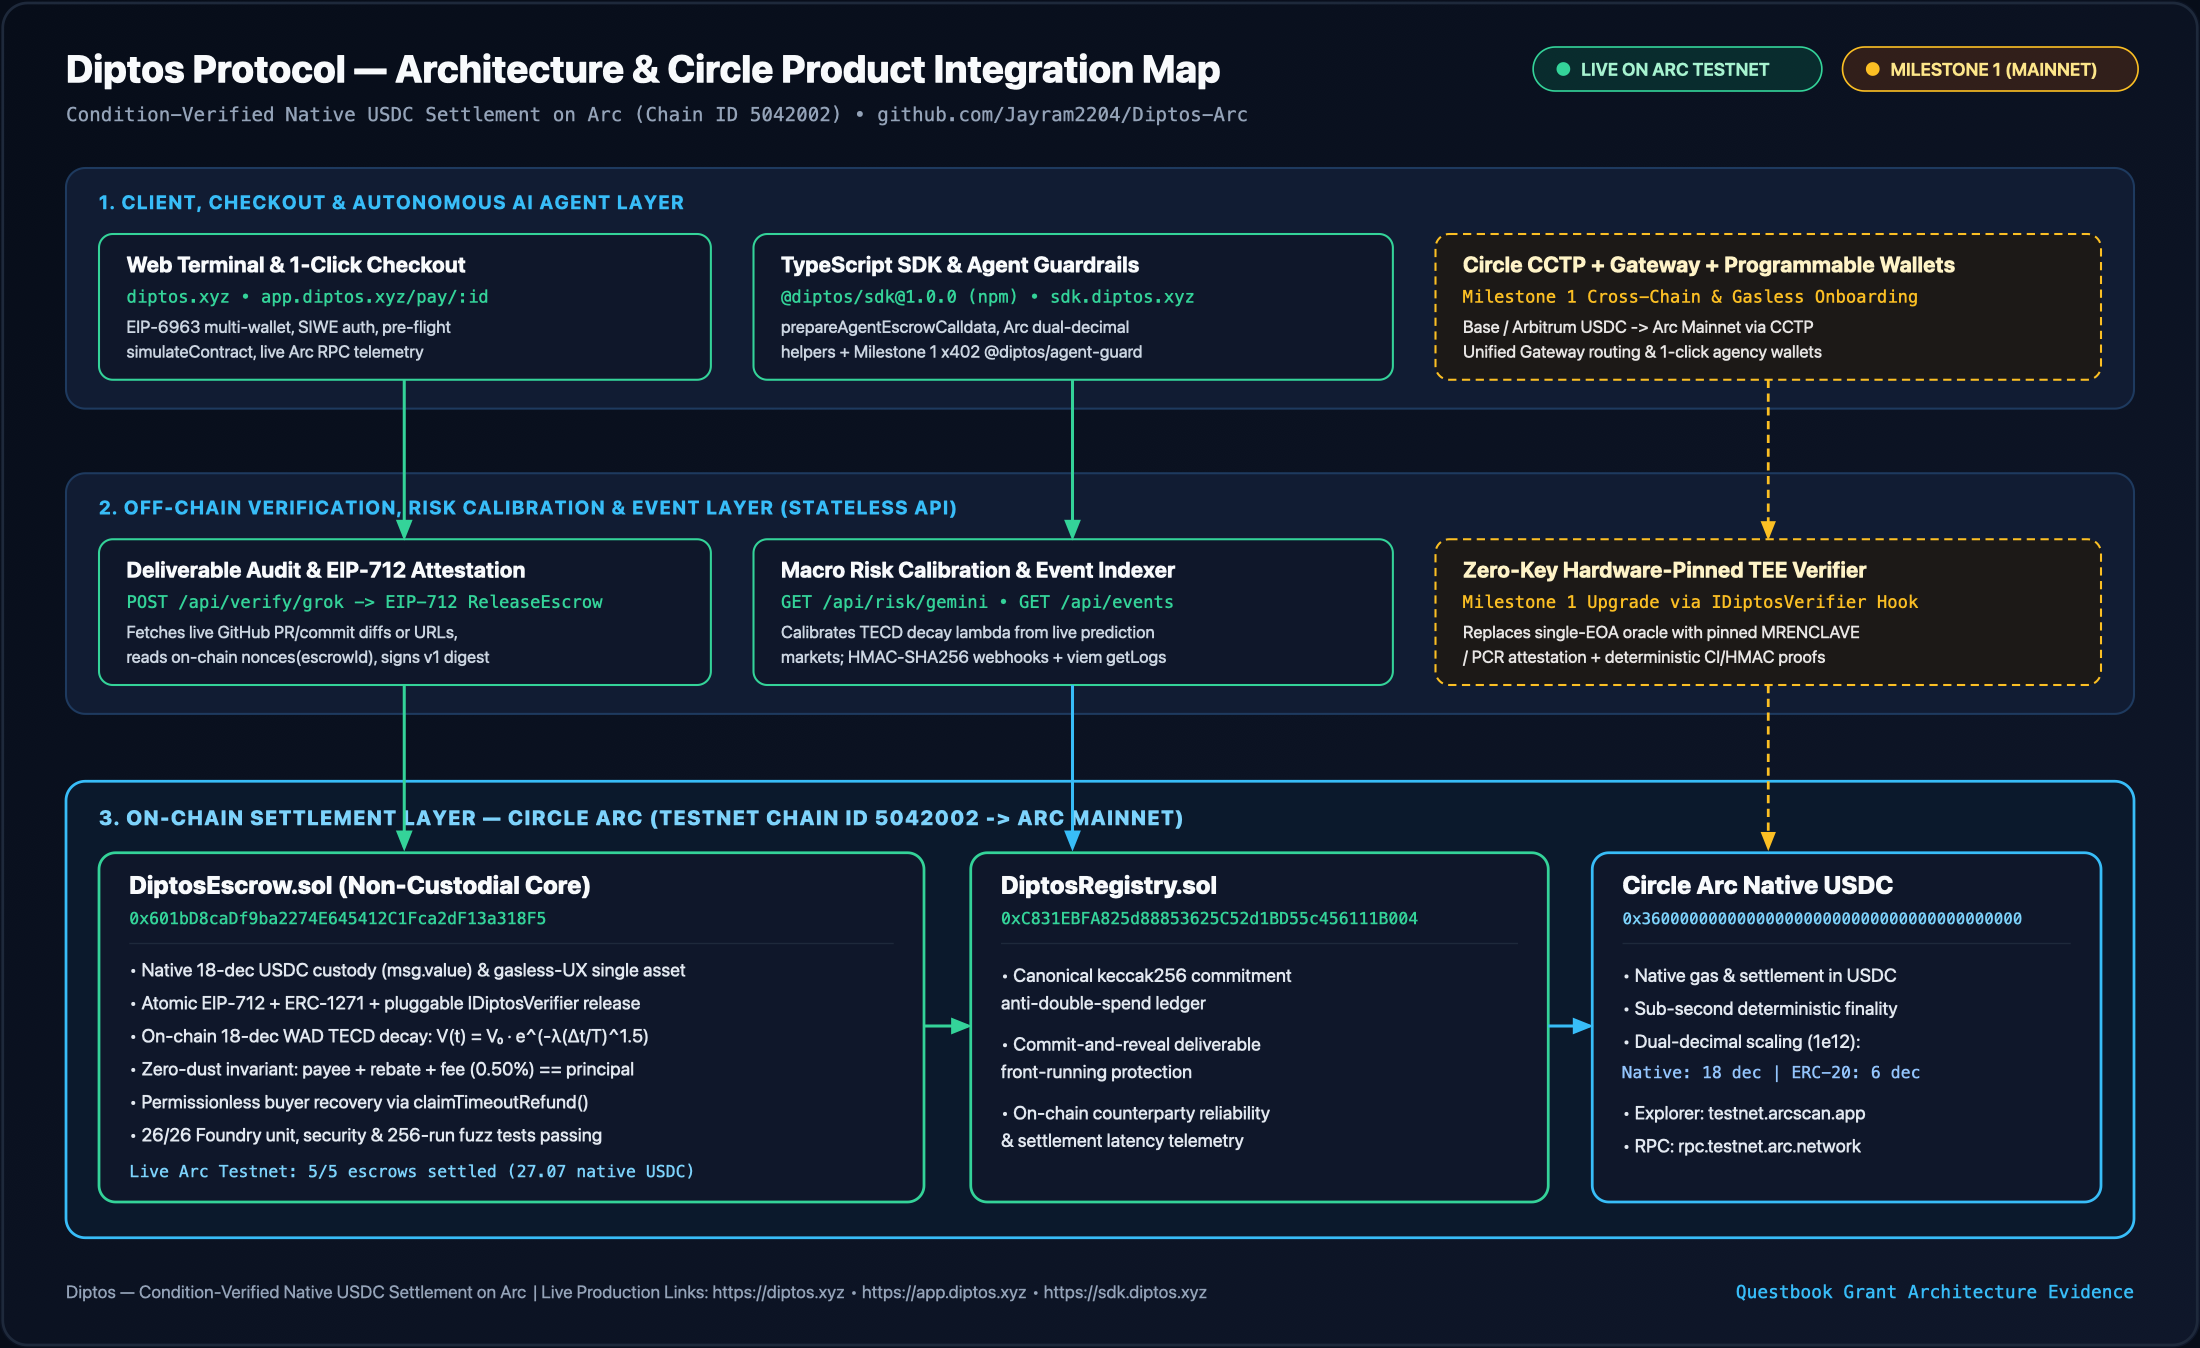 Diptos Protocol — Architecture & Circle Product Integration Map
LIVE ON ARC TESTNET
MILESTONE 1 (MAINNET)
Condition-Verified Native USDC Settlement on Arc (Chain ID 5042002) • github.com/Jayram2204/Diptos-Arc
1. CLIENT, CHECKOUT & AUTONOMOUS AI AGENT LAYER
Web Terminal & 1-Click Checkout
diptos.xyz • app.diptos.xyz/pay/:id
EIP-6963 multi-wallet, SIWE auth, pre-flight
simulateContract, live Arc RPC telemetry
TypeScript SDK & Agent Guardrails
@diptos/sdk@1.0.0 (npm) • sdk.diptos.xyz
prepareAgentEscrowCalldata, Arc dual-decimal
helpers + Milestone 1 x402 @diptos/agent-guard
Circle CCTP + Gateway + Programmable Wallets
Milestone 1 Cross-Chain & Gasless Onboarding
Base / Arbitrum USDC -> Arc Mainnet via CCTP
Unified Gateway routing & 1-click agency wallets
2. OFF-CHAIN VERIFICATION, RISK CALIBRATION & EVENT LAYER (STATELESS API)
Deliverable Audit & EIP-712 Attestation
POST /api/verify/grok -> EIP-712 ReleaseEscrow
Fetches live GitHub PR/commit diffs or URLs,
reads on-chain nonces(escrowId), signs v1 digest
Macro Risk Calibration & Event Indexer
GET /api/risk/gemini • GET /api/events
Calibrates TECD decay lambda from live prediction
markets; HMAC-SHA256 webhooks + viem getLogs
Zero-Key Hardware-Pinned TEE Verifier
Milestone 1 Upgrade via IDiptosVerifier Hook
Replaces single-EOA oracle with pinned MRENCLAVE
/ PCR attestation + deterministic CI/HMAC proofs
3. ON-CHAIN SETTLEMENT LAYER — CIRCLE ARC (TESTNET CHAIN ID 5042002 -> ARC MAINNET)
DiptosEscrow.sol (Non-Custodial Core)
0x601bD8caDf9ba2274E645412C1Fca2dF13a318F5
• Native 18-dec USDC custody (msg.value) & gasless-UX single asset
• Atomic EIP-712 + ERC-1271 + pluggable IDiptosVerifier release
• On-chain 18-dec WAD TECD decay: V(t) = V₀ · e^(-λ(Δt/T)^1.5)
• Zero-dust invariant: payee + rebate + fee (0.50%) == principal
• Permissionless buyer recovery via claimTimeoutRefund()
• 26/26 Foundry unit, security & 256-run fuzz tests passing
Live Arc Testnet: 5/5 escrows settled (27.07 native USDC)
DiptosRegistry.sol
0xC831EBFA825d88853625C52d1BD55c456111B004
• Canonical keccak256 commitment
anti-double-spend ledger
• Commit-and-reveal deliverable
front-running protection
• On-chain counterparty reliability
& settlement latency telemetry
Circle Arc Native USDC
0x3600000000000000000000000000000000000000
• Native gas & settlement in USDC
• Sub-second deterministic finality
• Dual-decimal scaling (1e12):
Native: 18 dec | ERC-20: 6 dec
• Explorer: testnet.arcscan.app
• RPC: rpc.testnet.arc.network
Diptos — Condition-Verified Native USDC Settlement on Arc | Live Production Links: https://diptos.xyz • https://app.diptos.xyz • https://sdk.diptos.xyz
Questbook Grant Architecture Evidence